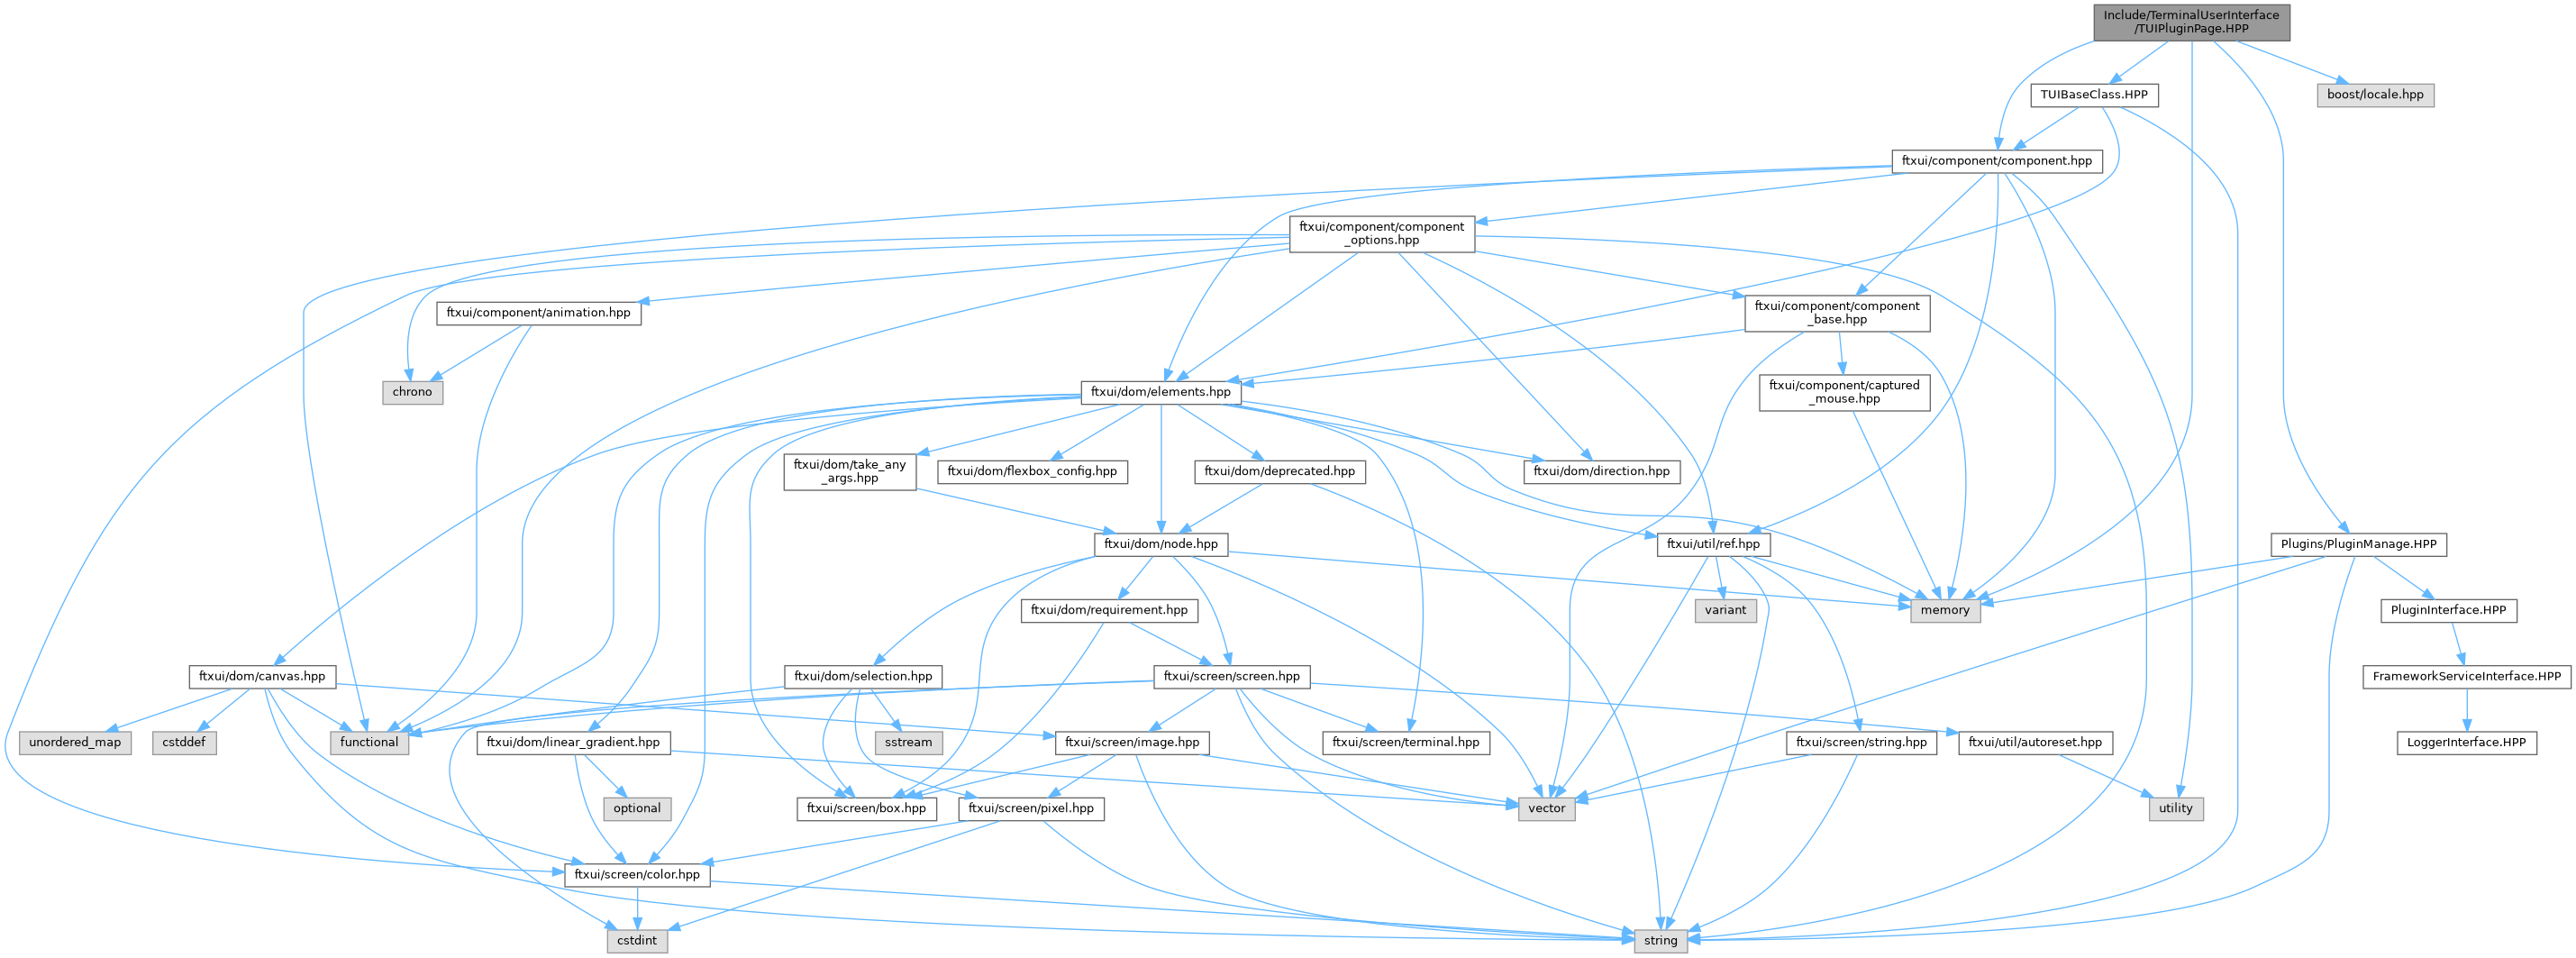 Include/TerminalUserInterface
/TUIPluginPage.HPP
TUIBaseClass.HPP
boost/locale.hpp
ftxui/component/component.hpp
ftxui/component/component
_options.hpp
ftxui/component/animation.hpp
ftxui/component/component
_base.hpp
chrono
ftxui/dom/elements.hpp
ftxui/component/captured
_mouse.hpp
ftxui/dom/take_any
_args.hpp
ftxui/dom/flexbox_config.hpp
ftxui/dom/deprecated.hpp
ftxui/dom/direction.hpp
ftxui/dom/node.hpp
ftxui/util/ref.hpp
Plugins/PluginManage.HPP
ftxui/dom/requirement.hpp
variant
memory
PluginInterface.HPP
ftxui/dom/canvas.hpp
ftxui/dom/selection.hpp
ftxui/screen/screen.hpp
FrameworkServiceInterface.HPP
unordered_map
cstddef
functional
ftxui/dom/linear_gradient.hpp
sstream
ftxui/screen/image.hpp
ftxui/screen/terminal.hpp
ftxui/screen/string.hpp
ftxui/util/autoreset.hpp
LoggerInterface.HPP
optional
ftxui/screen/box.hpp
ftxui/screen/pixel.hpp
vector
utility
ftxui/screen/color.hpp
cstdint
string